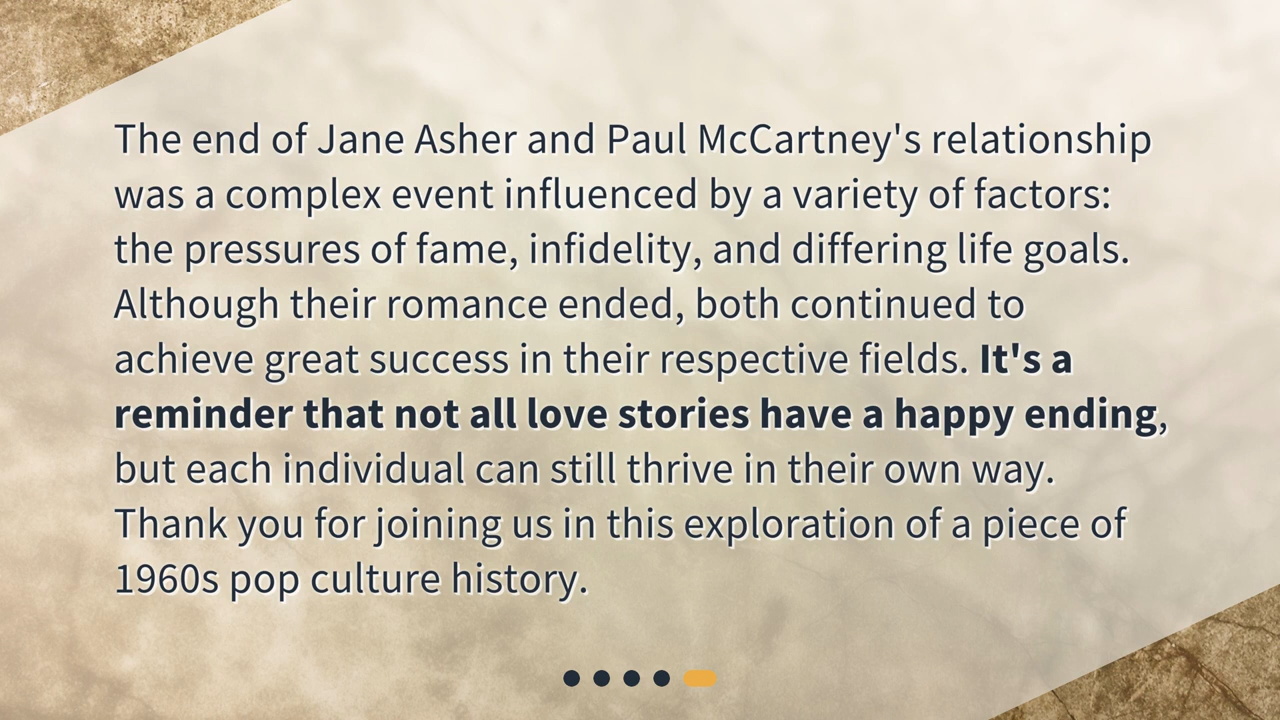 The end of Jane Asher and Paul McCartney's relationship
was a complex event influenced by a variety of factors:
the pressures of fame, infidelity, and differing life goals.
Although their romance ended, both continued to
achieve great success in their respective fields. It's a
reminder that not all love stories have a happy ending,
but each individual can still thrive in their own way.
Thank you for joining us in this exploration of a piece of
1960s pop culture history.